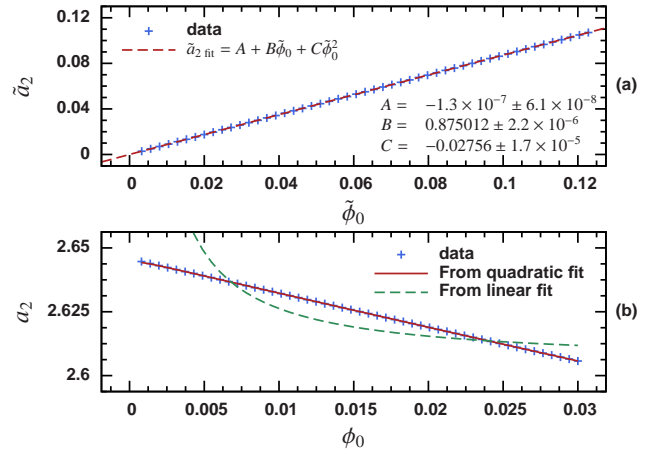 0.12
data
ã₂ fit = A + Bφ̃₀ + Cφ̃₀²
0.08
ã₂
(a)
0.04
A = −1.3 × 10⁻⁷ ± 6.1 × 10⁻⁸
B = 0.875012 ± 2.2 × 10⁻⁶
C = −0.02756 ± 1.7 × 10⁻⁵
0
0 0.02 0.04 0.06 0.08 0.1 0.12
φ̃₀
2.65
data
From quadratic fit
From linear fit
a₂
2.625
(b)
2.6
0 0.005 0.01 0.015 0.02 0.025 0.03
φ₀